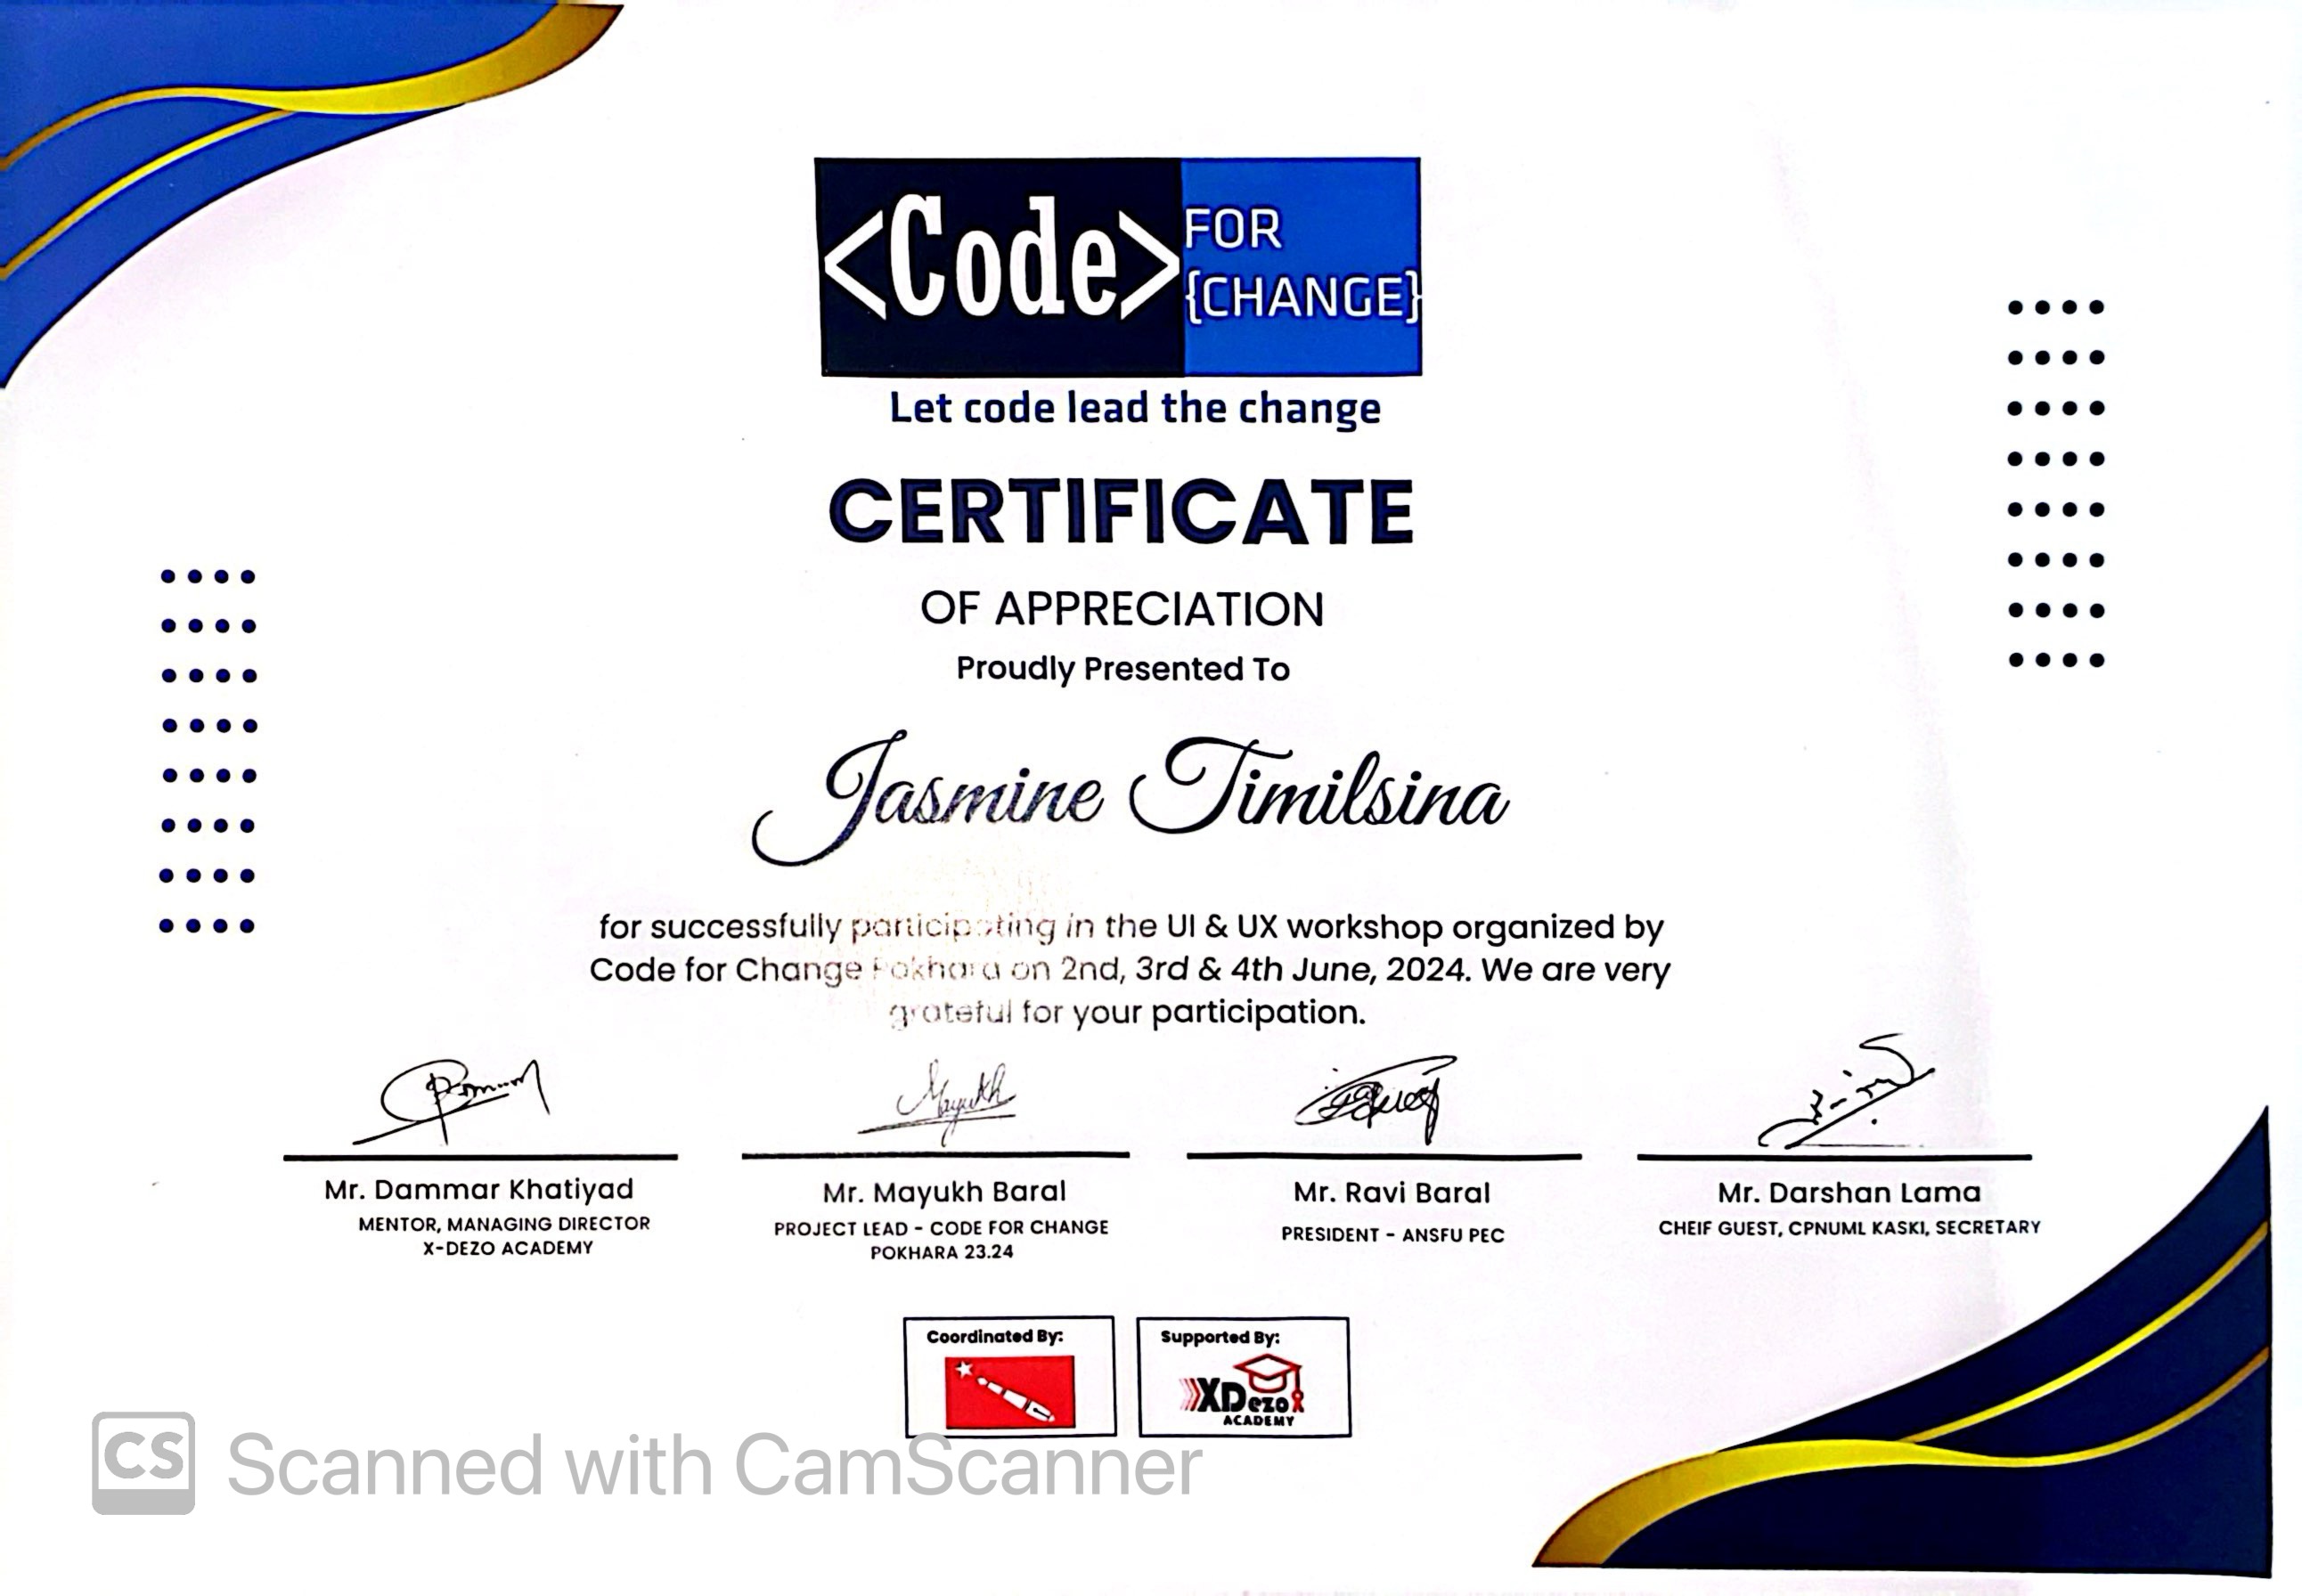 <Code> FOR
{CHANGE}
Let code lead the change
CERTIFICATE
OF APPRECIATION
Proudly Presented To
Jasmine Timilsina
for successfully participating in the UI & UX workshop organized by
Code for Change Pokhara on 2nd, 3rd & 4th June, 2024. We are very
grateful for your participation.
Mayukh
Mr. Dammar Khatiyad
MENTOR, MANAGING DIRECTOR
X-DEZO ACADEMY
Mr. Mayukh Baral
PROJECT LEAD - CODE FOR CHANGE
POKHARA 23.24
Mr. Ravi Baral
PRESIDENT - ANSFU PEC
Mr. Darshan Lama
CHEIF GUEST, CPNUML KASKI, SECRETARY
Coordinated By:
Supported By:
XDezo
ACADEMY
CS Scanned with CamScanner